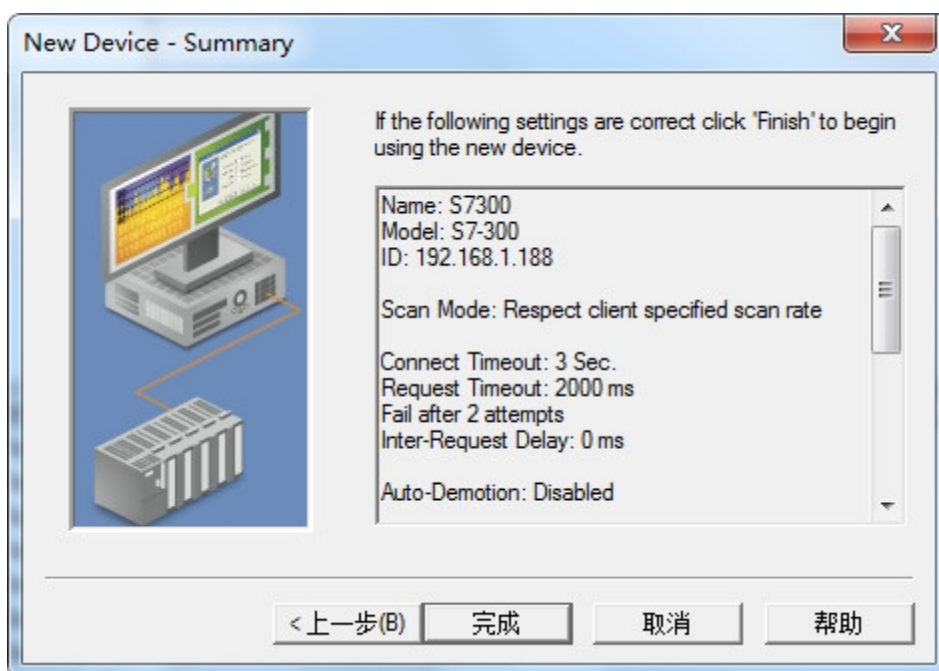 New Device - Summary
If the following settings are correct click 'Finish' to begin
using the new device.
Name: S7300
Model: S7-300
ID: 192.168.1.188
Scan Mode: Respect client specified scan rate
Connect Timeout: 3 Sec.
Request Timeout: 2000 ms
Fail after 2 attempts
Inter-Request Delay: 0 ms
Auto-Demotion: Disabled
<上一步(B) 完成 取消 帮助